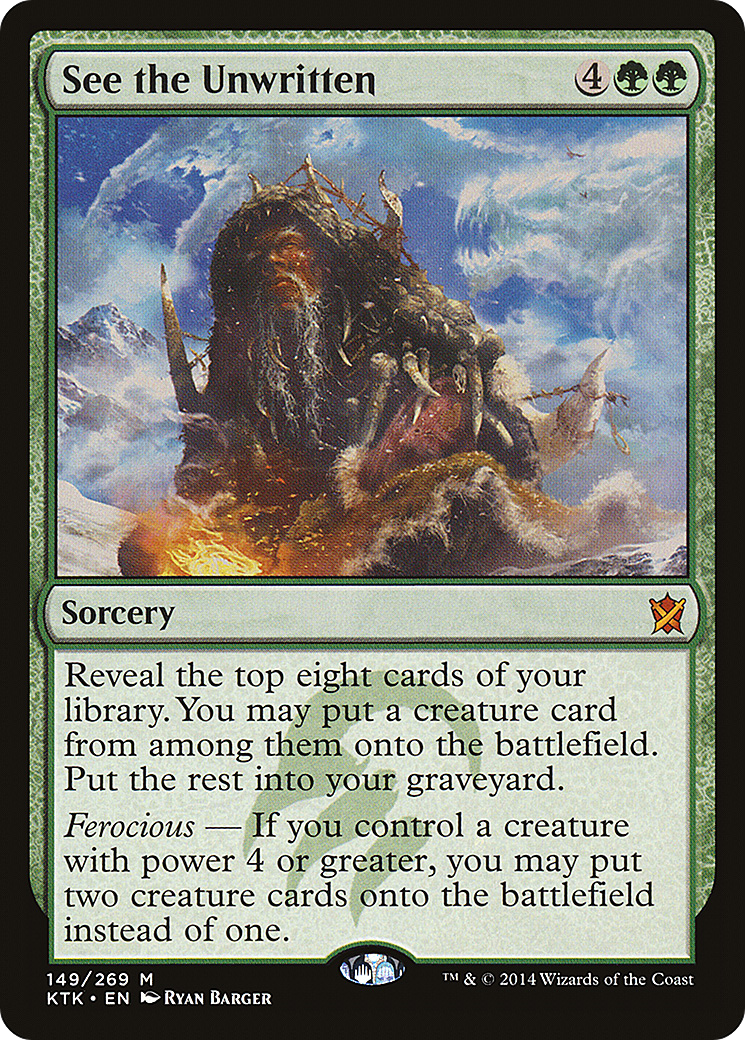 See the Unwritten 4
Sorcery
Reveal the top eight cards of your
library. You may put a creature card
from among them onto the battlefield.
Put the rest into your graveyard.
Ferocious — If you control a creature
with power 4 or greater, you may put
two creature cards onto the battlefield
instead of one.
149/269 M
KTK • EN Ryan Barger
™ & © 2014 Wizards of the Coast